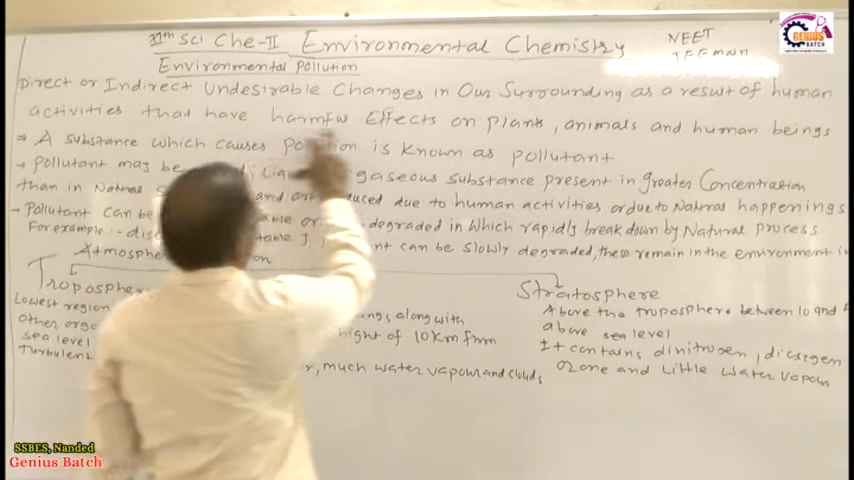 XIth Sci Che-II Environmental Chemistry
NEET
JEE main
GENIUS
BATCH
Environmental Pollution
Direct or Indirect Undesirable Changes in Our Surrounding as a result of human
activities that have harmful Effects on plants, animals and human beings
⇒ A substance which causes pollution is known as pollutant
→ Pollutant may be gaseous substance present in greater Concentration
than in Natural and due to human activities or due to Natural happenings
→ Pollutant can be or degraded in which rapidly break down by Natural process
For example :- can be slowly degraded, these remain in the environment
Troposphere
Lowest region along with
sea level hight of 10 km from
Turbulent much water vapour and clouds
Stratosphere
Above the troposphere between 10 and
above sea level
It contains dinitrogen, dioxygen
ozone and Little water vapour
SSBES, Nanded
Genius Batch